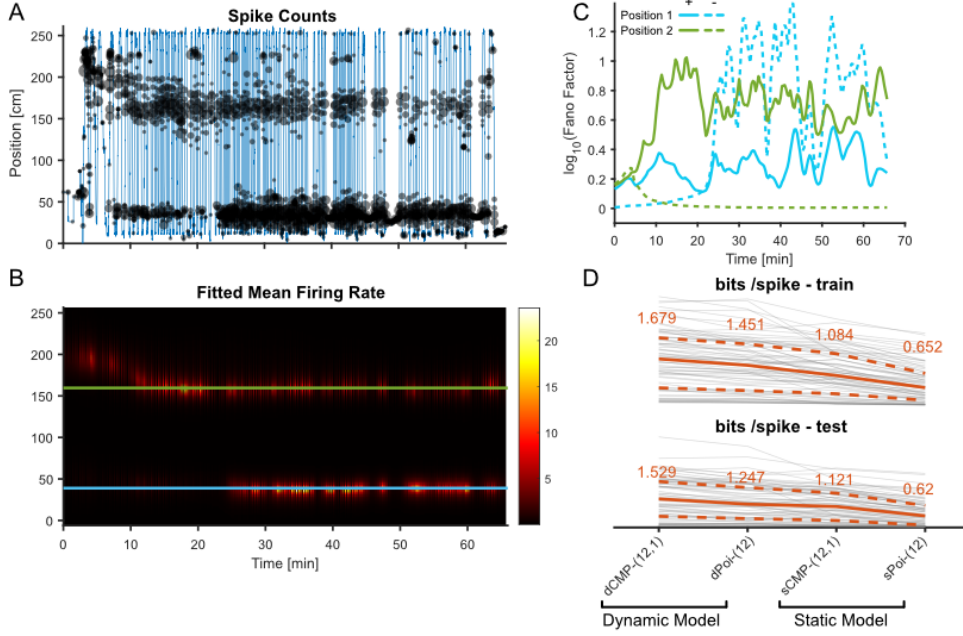 A
Spike Counts
250
200
150
100
50
0
Position [cm]
0
20
40
60
B
Fitted Mean Firing Rate
250
200
150
100
50
0
0
10
20
30
40
50
60
Time [min]
20
15
10
5
C
+ -
Position 1
Position 2
1.2
1
0.8
0.6
0.4
0.2
0
log10(Fano Factor)
0
10
20
30
40
50
60
70
Time [min]
D
bits /spike - train
1.679
1.451
1.084
0.652
bits /spike - test
1.529
1.247
1.121
0.62
dCMP-(12,1)
dPoi-(12)
sCMP-(12,1)
sPoi-(12)
Dynamic Model
Static Model